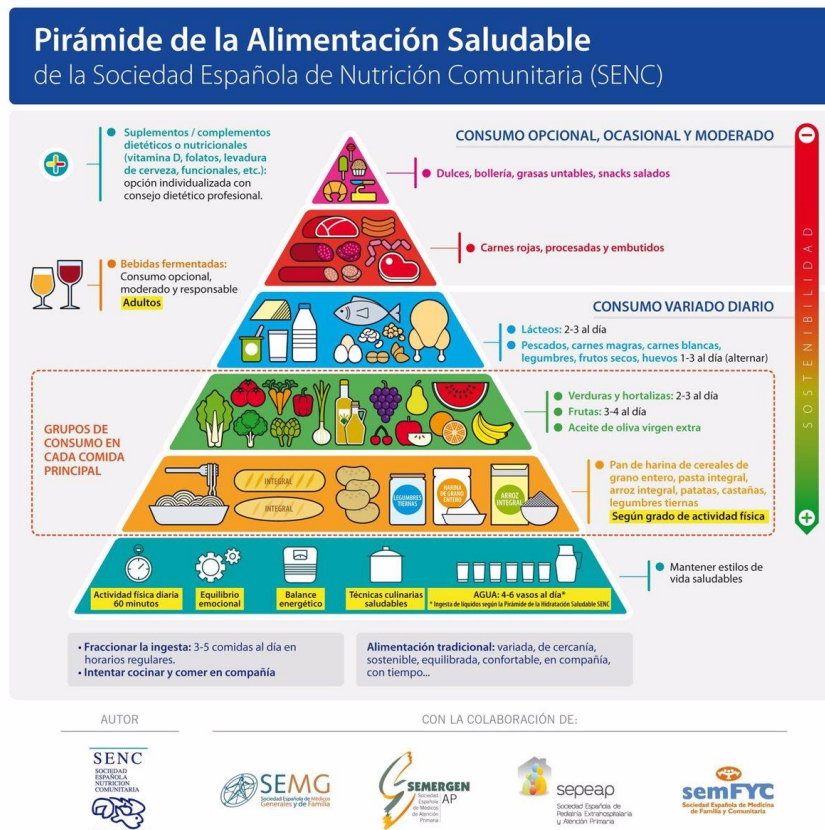 Pirámide de la Alimentación Saludable
de la Sociedad Española de Nutrición Comunitaria (SENC)
Suplementos / complementos
dietéticos o nutricionales
(vitamina D, folatos, levadura
de cerveza, funcionales, etc.):
opción individualizada con
consejo dietético profesional.
CONSUMO OPCIONAL, OCASIONAL Y MODERADO
Dulces, bollería, grasas untables, snacks salados
Carnes rojas, procesadas y embutidos
Bebidas fermentadas:
Consumo opcional,
moderado y responsable
Adultos
CONSUMO VARIADO DIARIO
Lácteos: 2-3 al día
Pescados, carnes magras, carnes blancas,
legumbres, frutos secos, huevos 1-3 al día (alternar)
SOSTENIBILIDAD
GRUPOS DE
CONSUMO EN
CADA COMIDA
PRINCIPAL
Verduras y hortalizas: 2-3 al día
Frutas: 3-4 al día
Aceite de oliva virgen extra
INTEGRAL
INTEGRAL
LEGUMBRES
TIERNAS
HARINA
DE GRANO
ENTERO
ARROZ
INTEGRAL
Pan de harina de cereales de
grano entero, pasta integral,
arroz integral, patatas, castañas,
legumbres tiernas
Según grado de actividad física
Actividad física diaria
60 minutos
Equilibrio
emocional
Balance
energético
Técnicas culinarias
saludables
AGUA: 4-6 vasos al día*
* Ingesta de líquidos según la Pirámide de la Hidratación Saludable SENC
Mantener estilos de
vida saludables
• Fraccionar la ingesta: 3-5 comidas al día en
horarios regulares.
• Intentar cocinar y comer en compañía
Alimentación tradicional: variada, de cercanía,
sostenible, equilibrada, confortable, en compañía,
con tiempo...
AUTOR
CON LA COLABORACIÓN DE:
SENC
SOCIEDAD
ESPAÑOLA
NUTRICIÓN
COMUNITARIA
SEMG
Sociedad Española de Médicos
Generales y de Familia
SEMERGEN
AP
Sociedad
Española
de Médicos
de Atención
Primaria
sepeap
Sociedad Española de
Pediatría Extrahospitalaria
y Atención Primaria
semFYC
Sociedad Española de Medicina
de Familia y Comunitaria